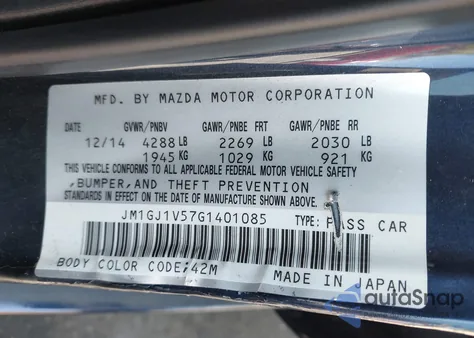 MFD. BY MAZDA MOTOR CORPORATION
DATE GVWR/PNBV GAWR/PNBE FRT GAWR/PNBE RR
12/14 4288 LB 2269 LB 2030 LB
1945 KG 1029 KG 921 KG
THIS VEHICLE CONFORMS TO ALL APPLICABLE FEDERAL MOTOR VEHICLE SAFETY
,BUMPER,AND THEFT PREVENTION
STANDARDS IN EFFECT ON THE DATE OF MANUFACTURE SHOWN ABOVE.
JM1GJ1V57G1401085 TYPE: PASS CAR
BODY COLOR CODE:42M MADE IN JAPAN
autoSnap